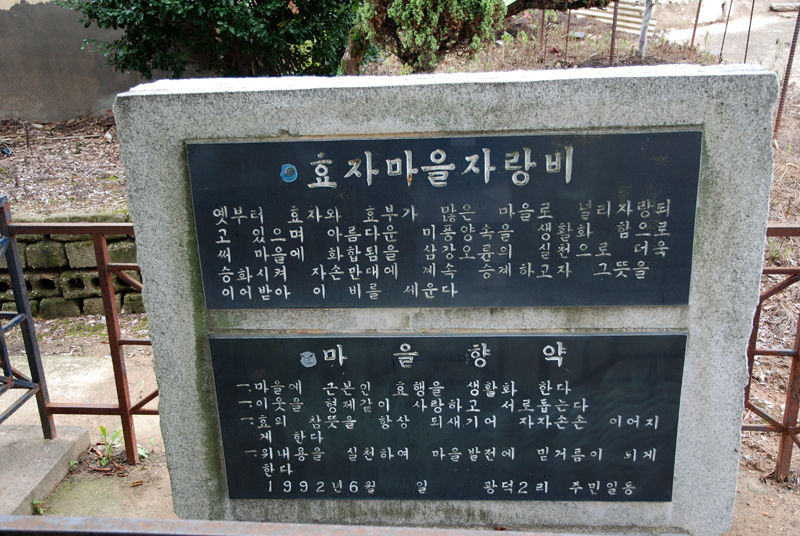 효자마을자랑비
옛부터 효자와 효부가 많은 마을로 널리자랑되
고 있으며 아름다운 미풍양속을 생활화 함으로
써 마을에 화합됨을 삼강오륜의 실천으로 더욱
승화시켜 자손만대에 계속 승계하고자 그뜻을
이어받아 이 비를 세운다
마을향약
一.마을에 근본인 효행을 생활화 한다
一.이웃을 형제같이 사랑하고 서로돕는다
一.효의 참뜻을 항상 되새기어 자자손손 이어지
게 한다
一.위내용을 실천하여 마을발전에 밑거름이 되게
한다
1992년6월 일 광덕2리 주민일동